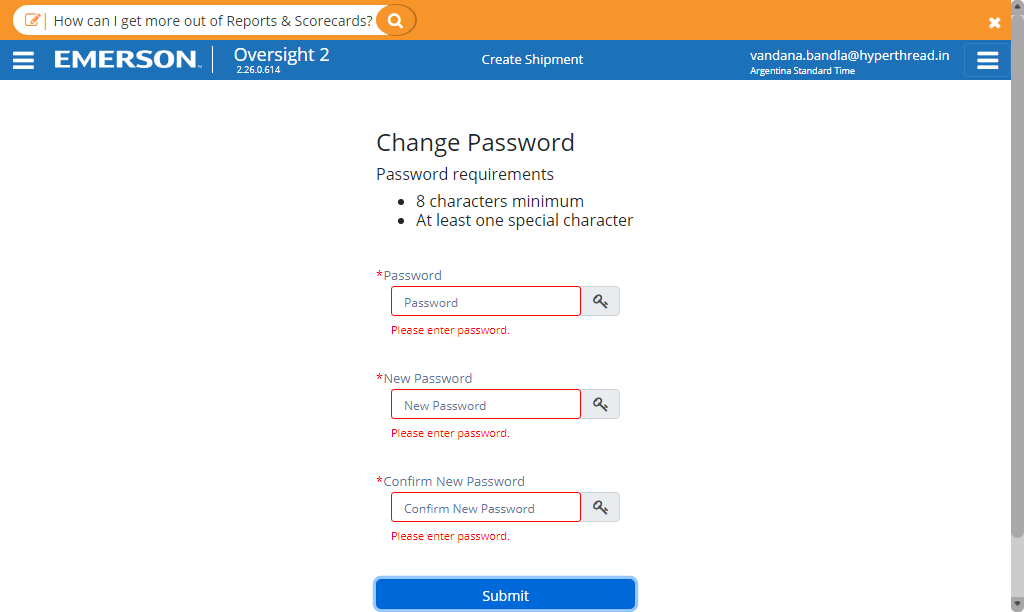 How can I get more out of Reports & Scorecards?
EMERSON™
Oversight 2
2.26.0.614
Create Shipment
vandana.bandla@hyperthread.in
Argentina Standard Time
Change Password
Password requirements
• 8 characters minimum
• At least one special character
*Password
Password
Please enter password.
*New Password
New Password
Please enter password.
*Confirm New Password
Confirm New Password
Please enter password.
Submit